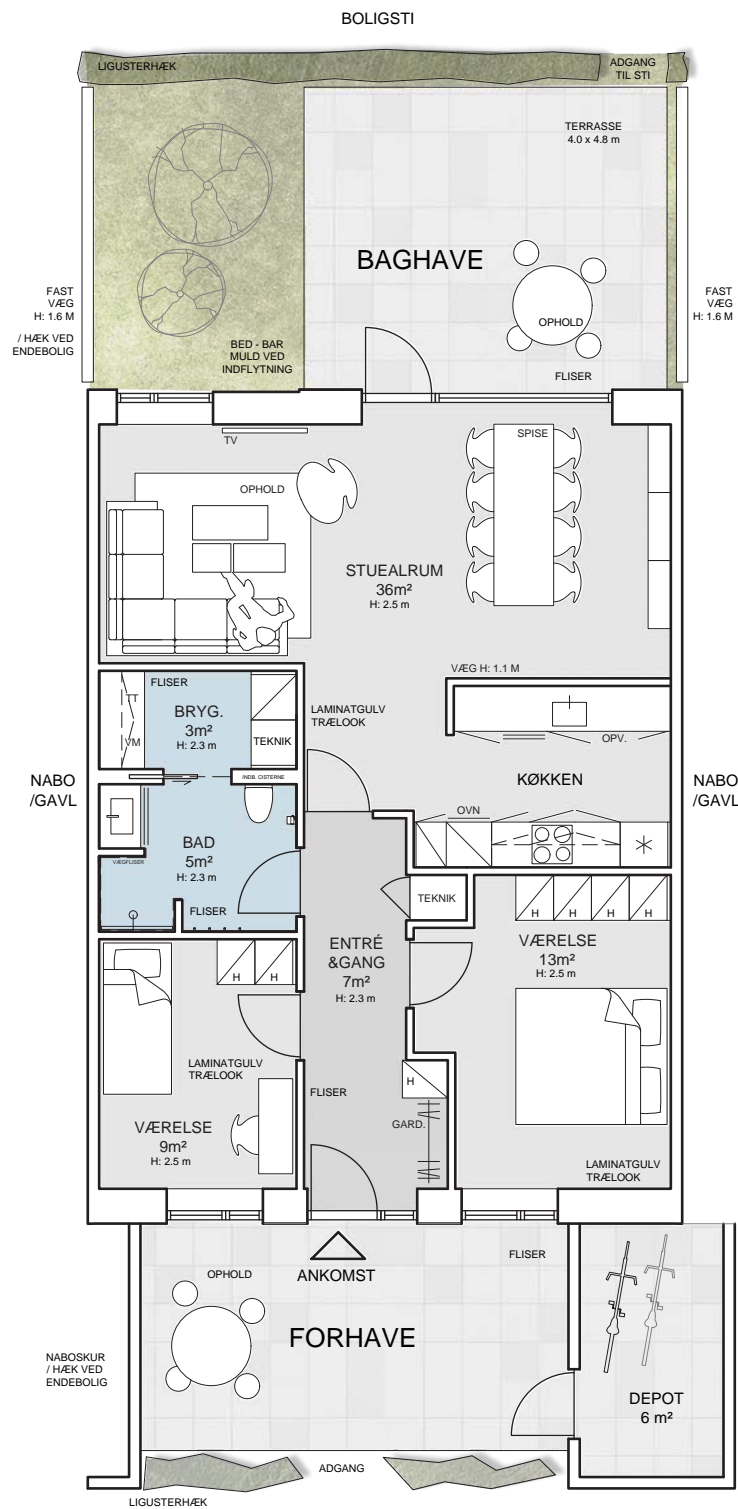 BOLIGSTI
LIGUSTERHÆK
ADGANG
TIL STI
TERRASSE
4.0 x 4.8 m
BAGHAVE
FAST
VÆG
H: 1.6 M
/ HÆK VED
ENDEBOLIG
FAST
VÆG
H: 1.6 M
OPHOLD
BED - BAR
MULD VED
INDFLYTNING
FLISER
TV
SPISE
OPHOLD
STUEALRUM
36m²
H: 2.5 m
VÆG H: 1.1 M
FLISER
TT
BRYG.
3m²
H: 2.3 m
VM
TEKNIK
LAMINATGULV
TRÆLOOK
OPV.
INDB. CISTERNE
KØKKEN
NABO
/GAVL
NABO
/GAVL
OVN
BAD
5m²
H: 2.3 m
VÆGFLISER
FLISER
TEKNIK
H
H
H
H
ENTRÉ
&GANG
7m²
H: 2.3 m
VÆRELSE
13m²
H: 2.5 m
H
H
LAMINATGULV
TRÆLOOK
FLISER
H
GARD.
VÆRELSE
9m²
H: 2.5 m
LAMINATGULV
TRÆLOOK
FLISER
OPHOLD
ANKOMST
FORHAVE
NABOSKUR
/ HÆK VED
ENDEBOLIG
DEPOT
6 m²
ADGANG
LIGUSTERHÆK